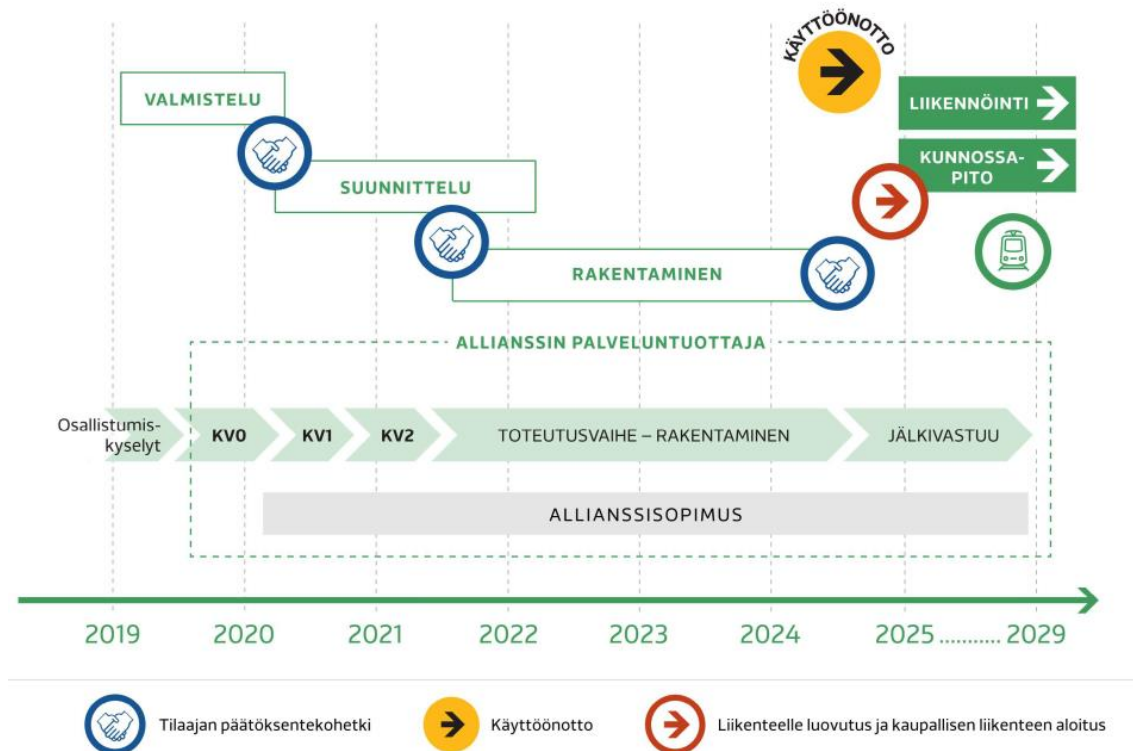 KÄYTTÖÖNOTTO
VALMISTELU
LIIKENNÖINTI
KUNNOSSA-
PITO
SUUNNITTELU
RAKENTAMINEN
ALLIANSSIN PALVELUNTUOTTAJA
Osallistumis-
kyselyt
KV0
KV1
KV2
TOTEUTUSVAIHE – RAKENTAMINEN
JÄLKIVASTUU
ALLIANSSISOPIMUS
2019
2020
2021
2022
2023
2024
2025 ........... 2029
Tilaajan päätöksentekohetki
Käyttöönotto
Liikenteelle luovutus ja kaupallisen liikenteen aloitus